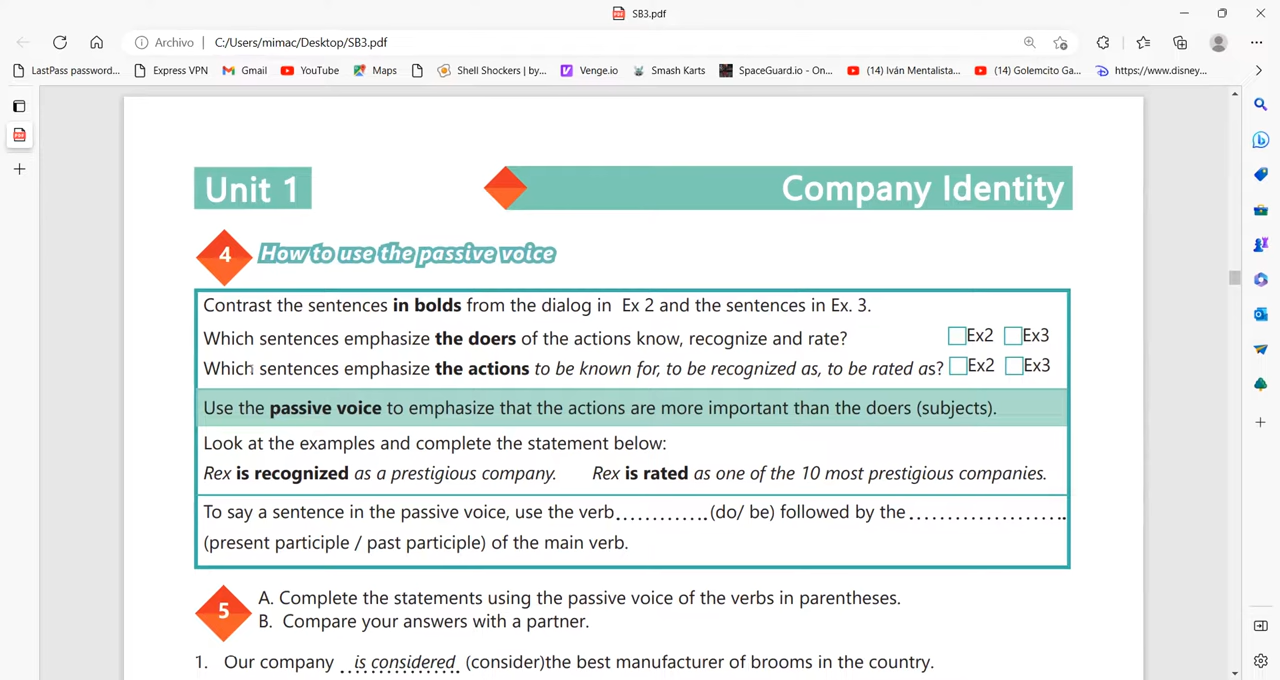 SB3.pdf
Archivo
C:/Users/mimac/Desktop/SB3.pdf
LastPass password...
Express VPN
Gmail
YouTube
Maps
Shell Shockers | by...
Venge.io
Smash Karts
SpaceGuard.io - On...
(14) Iván Mentalista...
(14) Golemcito Ga...
https://www.disney...
Unit 1
Company Identity
4 How to use the passive voice
Contrast the sentences in bolds from the dialog in Ex 2 and the sentences in Ex. 3.
Which sentences emphasize the doers of the actions know, recognize and rate? Ex2 Ex3
Which sentences emphasize the actions to be known for, to be recognized as, to be rated as? Ex2 Ex3
Use the passive voice to emphasize that the actions are more important than the doers (subjects).
Look at the examples and complete the statement below:
Rex is recognized as a prestigious company. Rex is rated as one of the 10 most prestigious companies.
To say a sentence in the passive voice, use the verb............. (do/ be) followed by the .....................
(present participle / past participle) of the main verb.
5 A. Complete the statements using the passive voice of the verbs in parentheses.
B. Compare your answers with a partner.
1. Our company ..is considered.. (consider)the best manufacturer of brooms in the country.